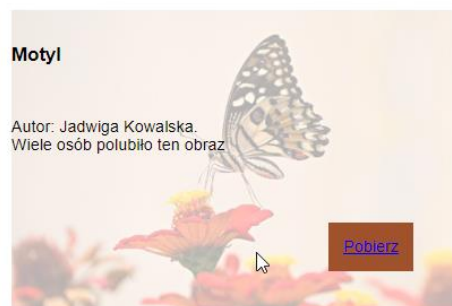 Motyl
Autor: Jadwiga Kowalska.
Wiele osób polubiło ten obraz
Pobierz